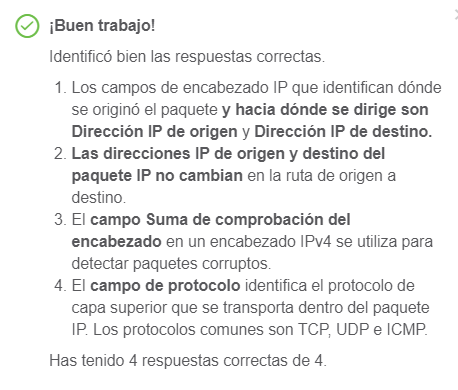 ¡Buen trabajo!
Identificó bien las respuestas correctas.
1. Los campos de encabezado IP que identifican dónde
se originó el paquete y hacia dónde se dirige son
Dirección IP de origen y Dirección IP de destino.
2. Las direcciones IP de origen y destino del
paquete IP no cambian en la ruta de origen a
destino.
3. El campo Suma de comprobación del
encabezado en un encabezado IPv4 se utiliza para
detectar paquetes corruptos.
4. El campo de protocolo identifica el protocolo de
capa superior que se transporta dentro del paquete
IP. Los protocolos comunes son TCP, UDP e ICMP.
Has tenido 4 respuestas correctas de 4.